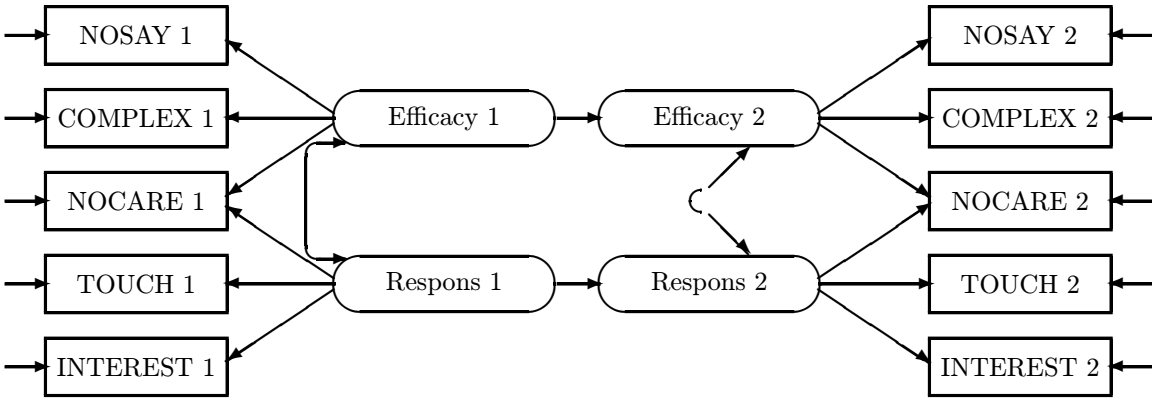 NOSAY 1
NOSAY 2
COMPLEX 1
Efficacy 1
Efficacy 2
COMPLEX 2
NOCARE 1
NOCARE 2
TOUCH 1
Respons 1
Respons 2
TOUCH 2
INTEREST 1
INTEREST 2